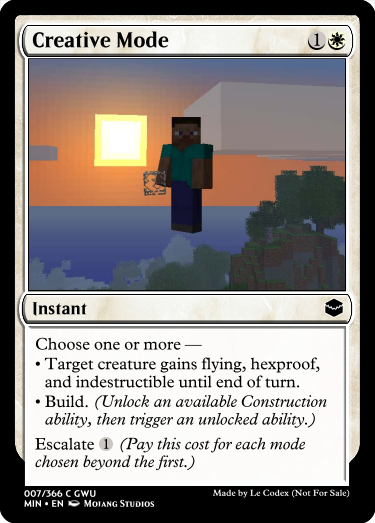 Creative Mode 1
Instant
Choose one or more —
• Target creature gains flying, hexproof,
and indestructible until end of turn.
• Build. (Unlock an available Construction
ability, then trigger an unlocked ability.)
Escalate 1 (Pay this cost for each mode
chosen beyond the first.)
007/366 C GWU
MIN • EN Mojang Studios
Made by Le Codex (Not For Sale)